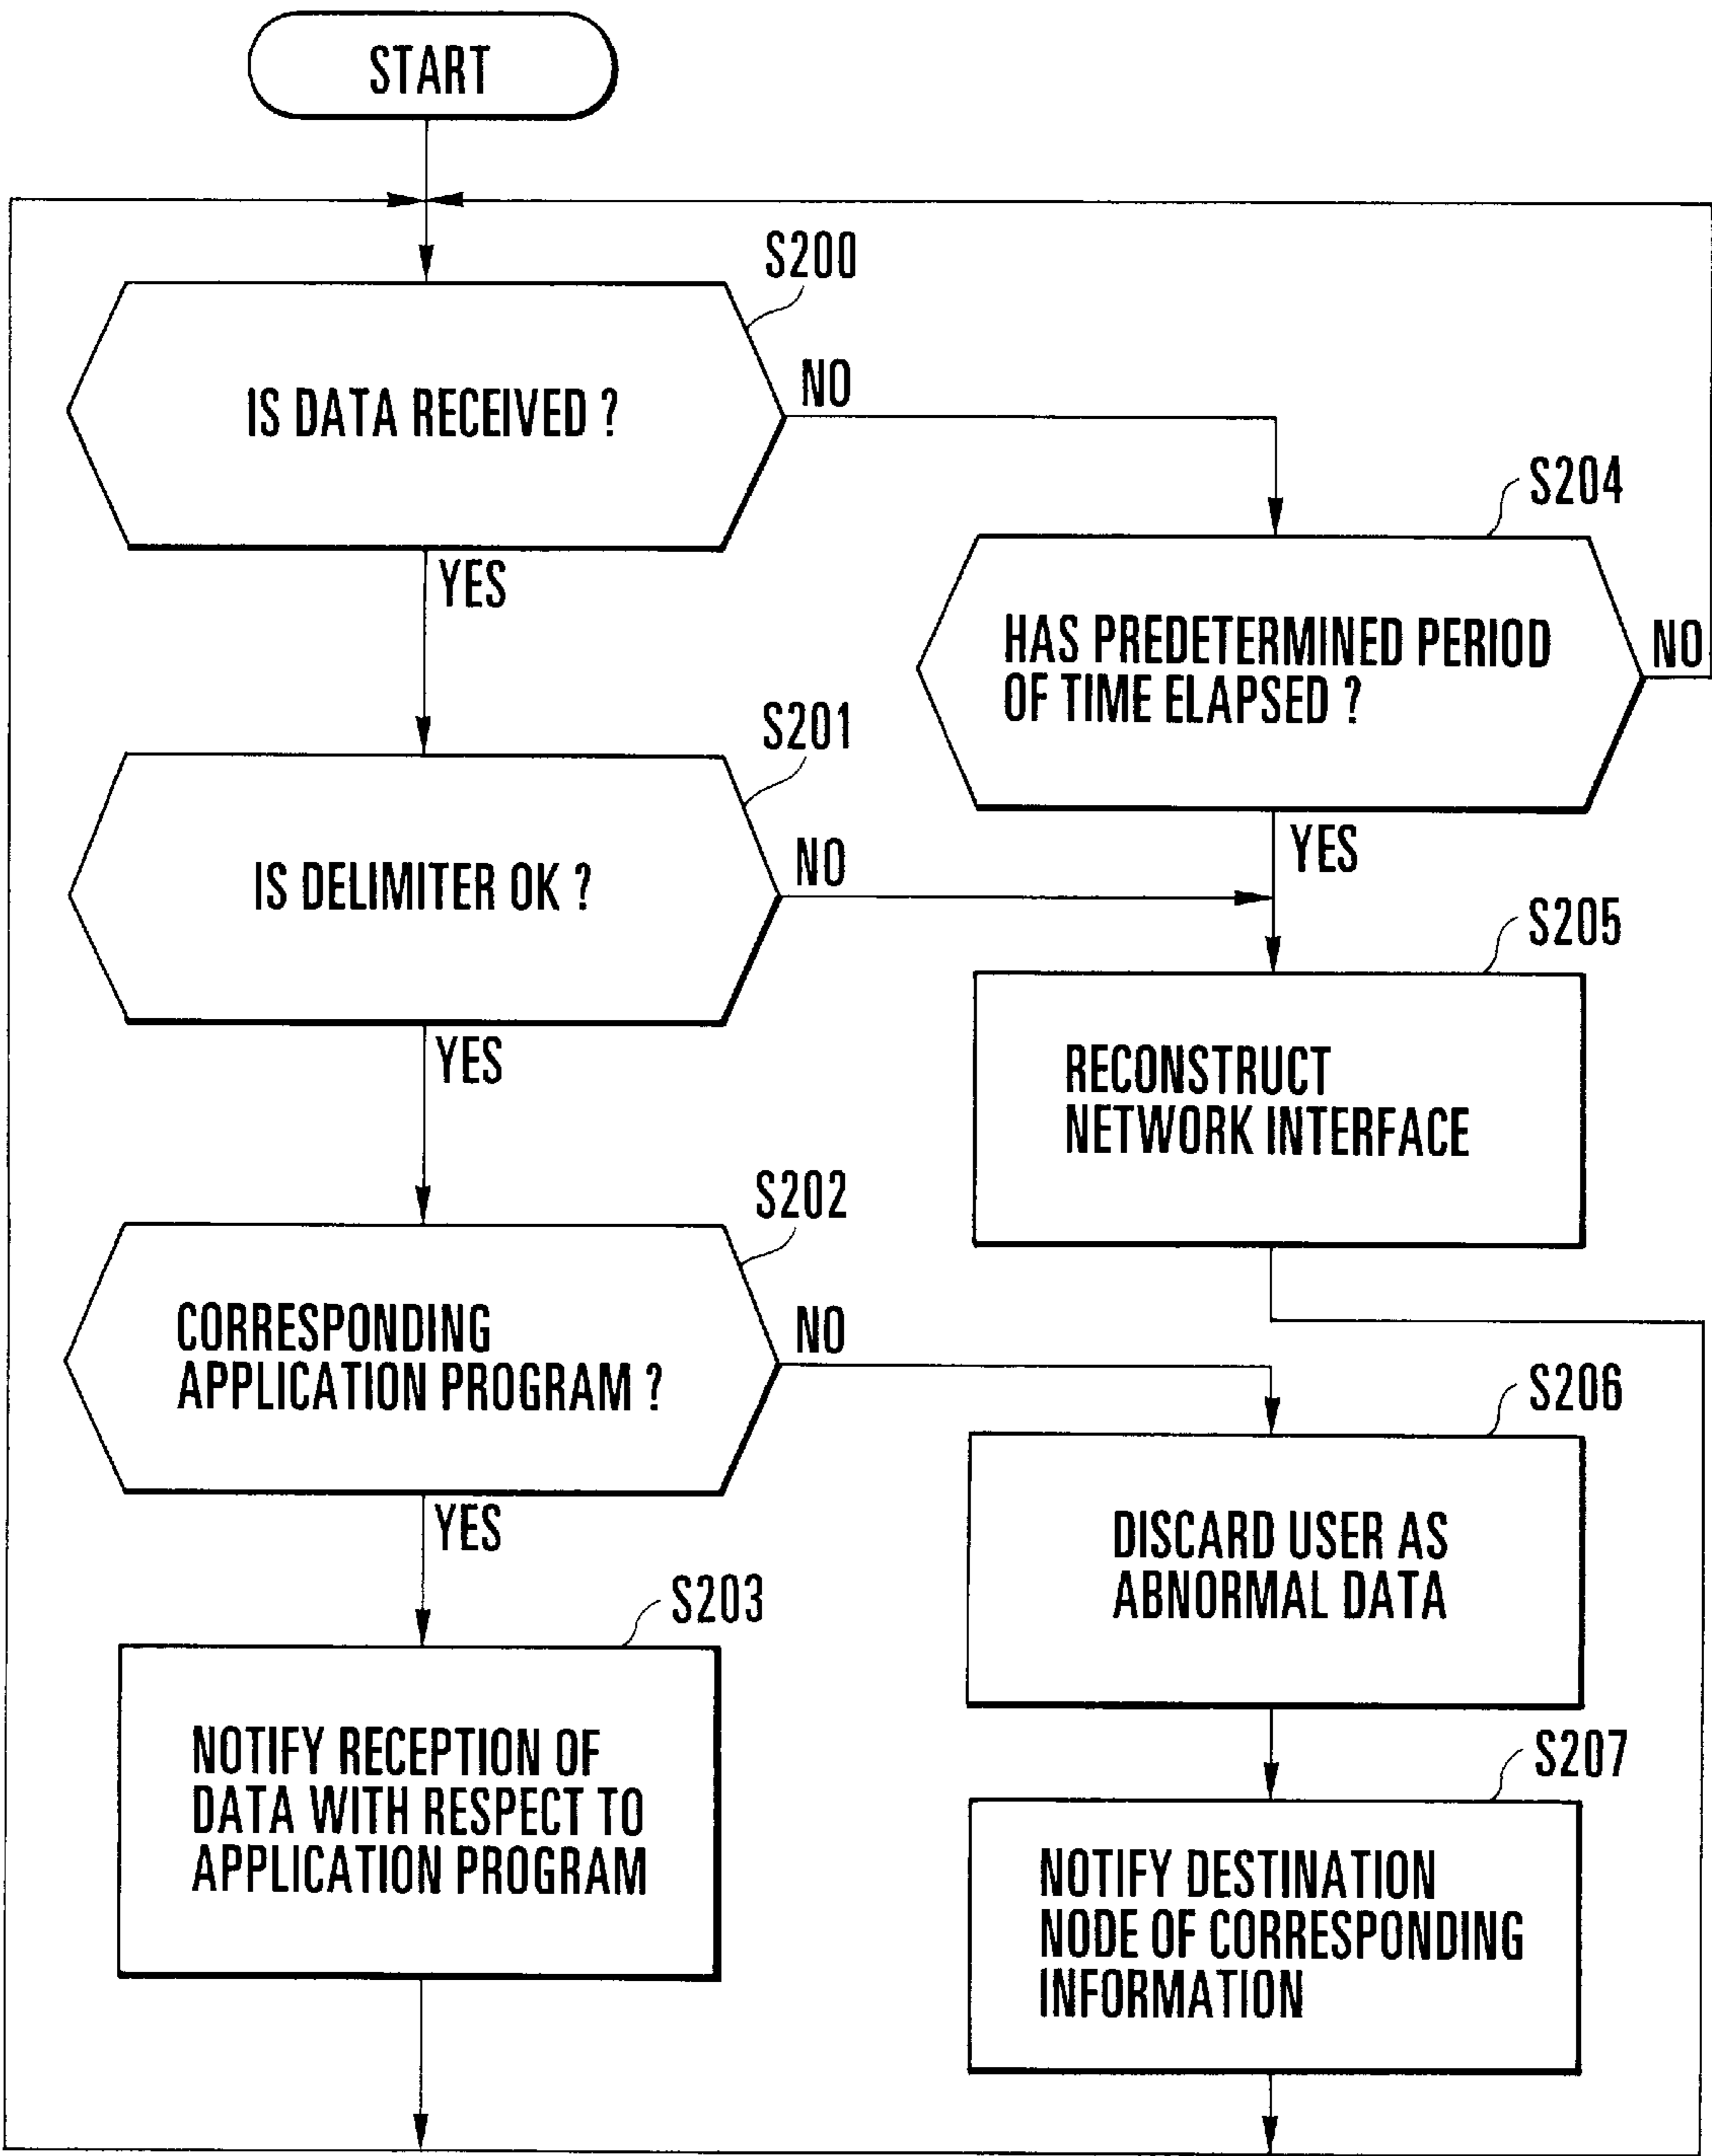 START
S200
IS DATA RECEIVED ?
NO
YES
S204
HAS PREDETERMINED PERIOD
OF TIME ELAPSED ?
NO
YES
S201
IS DELIMITER OK ?
NO
YES
S205
RECONSTRUCT
NETWORK INTERFACE
S202
CORRESPONDING
APPLICATION PROGRAM ?
NO
YES
S206
DISCARD USER AS
ABNORMAL DATA
S203
NOTIFY RECEPTION OF
DATA WITH RESPECT TO
APPLICATION PROGRAM
S207
NOTIFY DESTINATION
NODE OF CORRESPONDING
INFORMATION